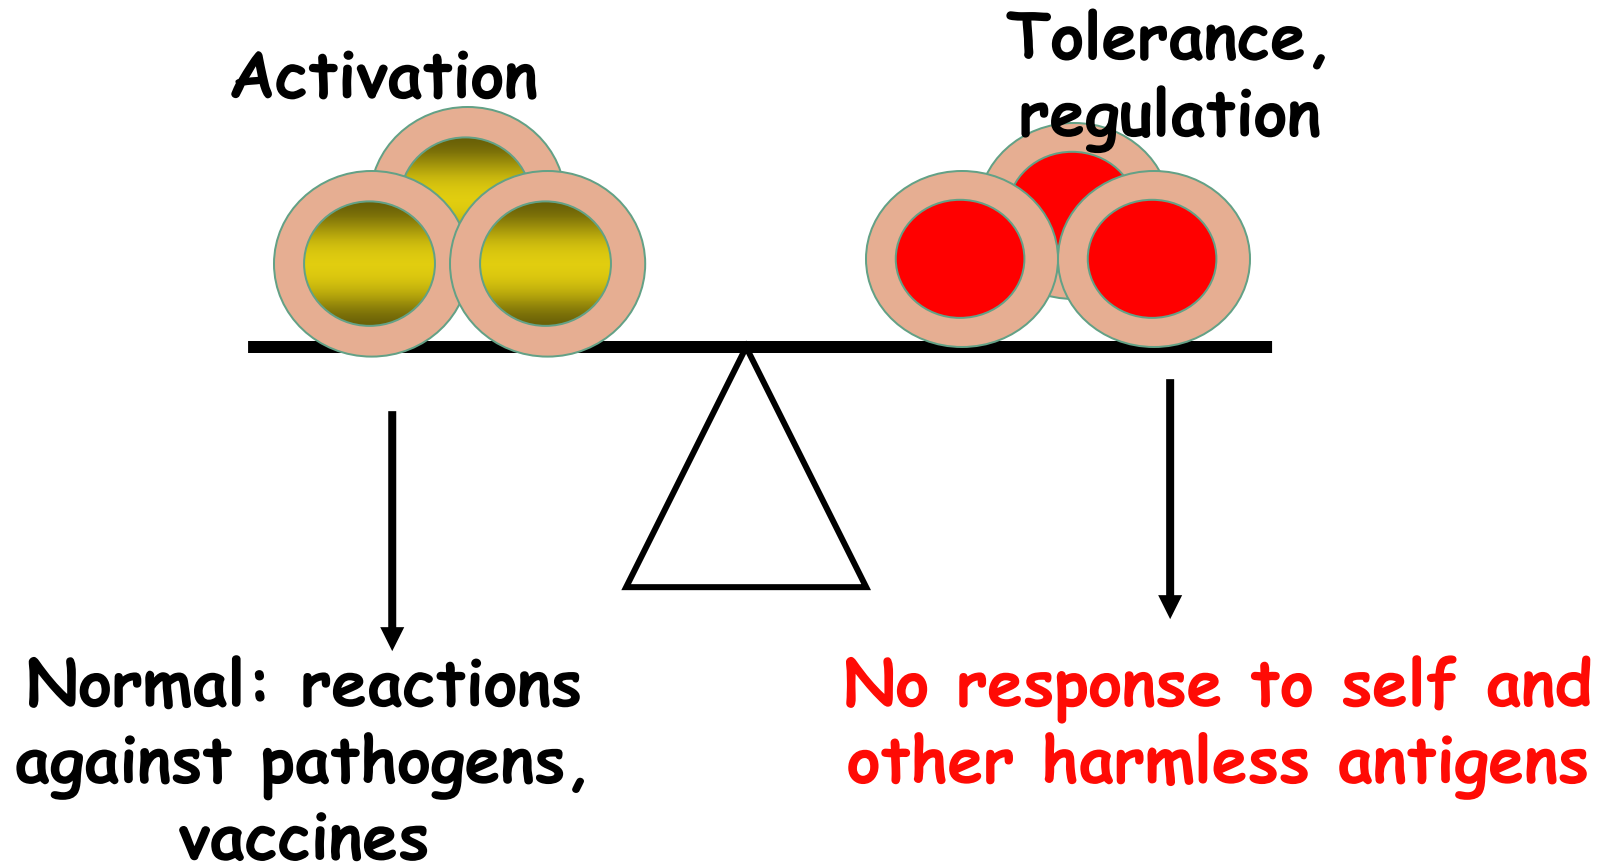 Activation
Tolerance,
regulation
Normal: reactions
against pathogens,
vaccines
No response to self and
other harmless antigens